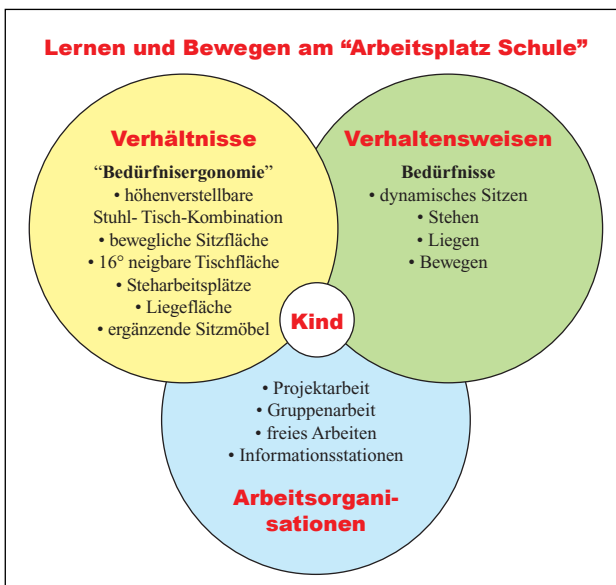 Lernen und Bewegen am “Arbeitsplatz Schule”
Verhältnisse
“Bedürfnisergonomie”
• höhenverstellbare
Stuhl- Tisch-Kombination
• bewegliche Sitzfläche
• 16° neigbare Tischfläche
• Steharbeitsplätze
• Liegefläche
• ergänzende Sitzmöbel
Verhaltensweisen
Bedürfnisse
• dynamisches Sitzen
• Stehen
• Liegen
• Bewegen
Kind
• Projektarbeit
• Gruppenarbeit
• freies Arbeiten
• Informationsstationen
Arbeitsorgani-
sationen